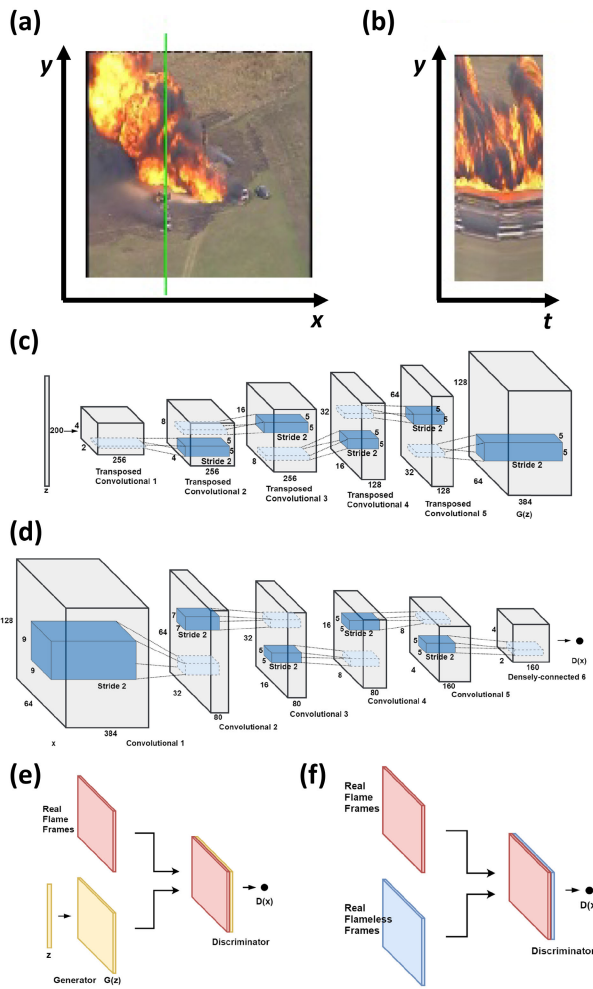 (a)
y
x
(b)
y
t
(c)
200
z
4
2
256
Transposed
Convolutional 1
8
5
5
Stride 2
4
256
Transposed
Convolutional 2
16
5
5
Stride 2
8
256
Transposed
Convolutional 3
32
5
5
Stride 2
16
128
Transposed
Convolutional 4
64
5
5
Stride 2
32
128
Transposed
Convolutional 5
128
5
5
Stride 2
64
384
G(z)
(d)
128
9
9
Stride 2
64
384
x
Convolutional 1
7
7
Stride 2
64
32
80
Convolutional 2
5
5
Stride 2
32
16
80
Convolutional 3
5
5
Stride 2
16
8
80
Convolutional 4
5
5
Stride 2
8
4
160
Convolutional 5
4
2
160
Densely-connected 6
D(x)
(e)
Real
Flame
Frames
z
Generator G(z)
Discriminator
D(x)
(f)
Real
Flame
Frames
Real
Flameless
Frames
Discriminator
D(x)